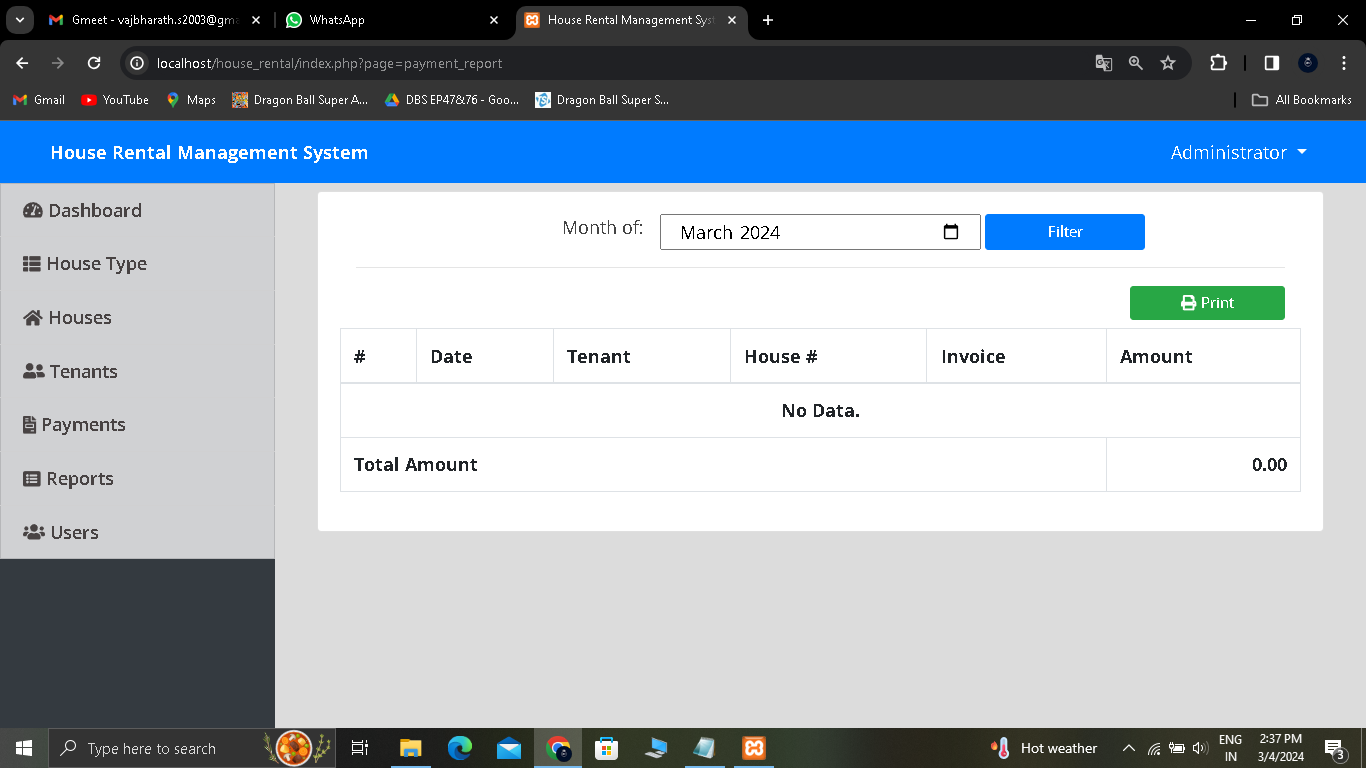 Gmeet - vajbharath.s2003@gma
WhatsApp
House Rental Management Syst
localhost/house_rental/index.php?page=payment_report
Gmail
YouTube
Maps
Dragon Ball Super A...
DBS EP47&76 - Goo...
Dragon Ball Super S...
All Bookmarks
House Rental Management System
Administrator
Dashboard
House Type
Houses
Tenants
Payments
Reports
Users
Month of:
March 2024
Filter
Print
# Date Tenant House # Invoice Amount
No Data.
Total Amount 0.00
Type here to search
Hot weather
ENG
IN
2:37 PM
3/4/2024
3